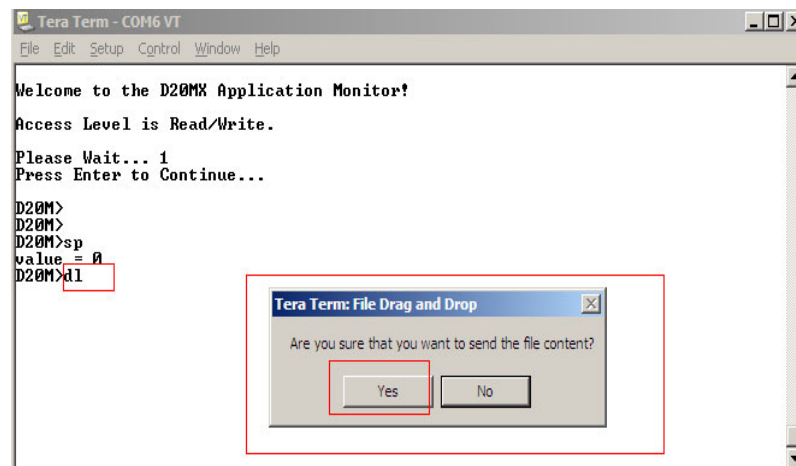 Tera Term - COM6 VT
File Edit Setup Control Window Help
Welcome to the D20MX Application Monitor!
Access Level is Read/Write.
Please Wait... 1
Press Enter to Continue...
D20M>
D20M>
D20M>sp
value = 0
D20M>dl
Tera Term: File Drag and Drop
Are you sure that you want to send the file content?
Yes No